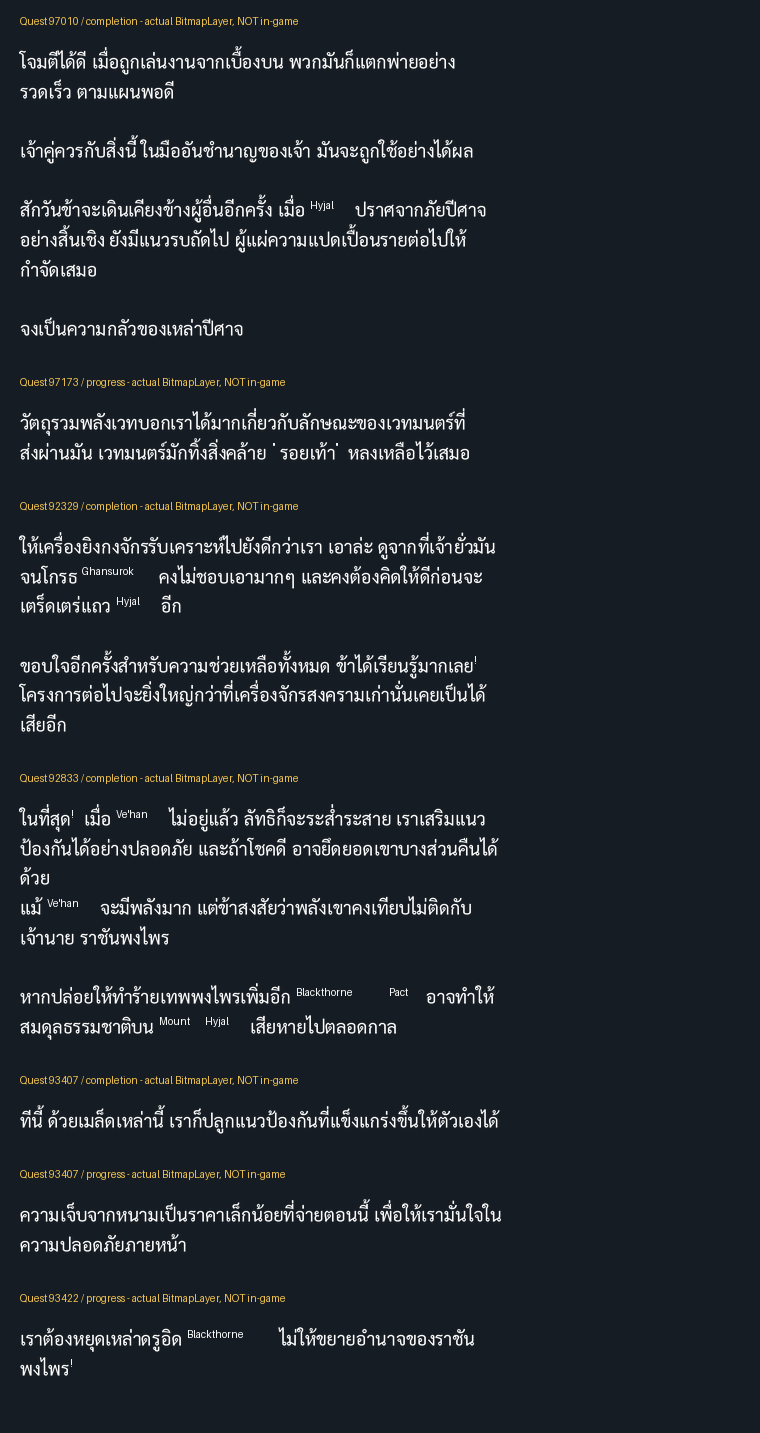 Quest 97010 / completion - actual BitmapLayer, NOT in-game
โจมตีได้ดี เมื่อถูกเล่นงานจากเบื้องบน พวกมันก็แตกพ่ายอย่าง
รวดเร็ว ตามแผนพอดี
เจ้าคู่ควรกับสิ่งนี้ ในมืออันชำนาญของเจ้า มันจะถูกใช้อย่างได้ผล
สักวันข้าจะเดินเคียงข้างผู้อื่นอีกครั้ง เมื่อ Hyjal ปราศจากภัยปีศาจ
อย่างสิ้นเชิง ยังมีแนวรบถัดไป ผู้แผ่ความแปดเปื้อนรายต่อไปให้
กำจัดเสมอ
จงเป็นความกลัวของเหล่าปีศาจ
Quest 97173 / progress - actual BitmapLayer, NOT in-game
วัตถุรวมพลังเวทบอกเราได้มากเกี่ยวกับลักษณะของเวทมนตร์ที่
ส่งผ่านมัน เวทมนตร์มักทิ้งสิ่งคล้าย 'รอยเท้า' หลงเหลือไว้เสมอ
Quest 92329 / completion - actual BitmapLayer, NOT in-game
ให้เครื่องยิงกงจักรรับเคราะห์ไปยังดีกว่าเรา เอาล่ะ ดูจากที่เจ้ายั่วมัน
จนโกรธ Ghansurok คงไม่ชอบเอามากๆ และคงต้องคิดให้ดีก่อนจะ
เตร็ดเตร่แถว Hyjal อีก
ขอบใจอีกครั้งสำหรับความช่วยเหลือทั้งหมด ข้าได้เรียนรู้มากเลย!
โครงการต่อไปจะยิ่งใหญ่กว่าที่เครื่องจักรสงครามเก่านั่นเคยเป็นได้
เสียอีก
Quest 92833 / completion - actual BitmapLayer, NOT in-game
ในที่สุด! เมื่อ Ve'han ไม่อยู่แล้ว ลัทธิก็จะระส่ำระสาย เราเสริมแนว
ป้องกันได้อย่างปลอดภัย และถ้าโชคดี อาจยึดยอดเขาบางส่วนคืนได้
ด้วย
แม้ Ve'han จะมีพลังมาก แต่ข้าสงสัยว่าพลังเขาคงเทียบไม่ติดกับ
เจ้านาย ราชันพงไพร
หากปล่อยให้ทำร้ายเทพพงไพรเพิ่มอีก Blackthorne Pact อาจทำให้
สมดุลธรรมชาติบน Mount Hyjal เสียหายไปตลอดกาล
Quest 93407 / completion - actual BitmapLayer, NOT in-game
ทีนี้ ด้วยเมล็ดเหล่านี้ เราก็ปลูกแนวป้องกันที่แข็งแกร่งขึ้นให้ตัวเองได้
Quest 93407 / progress - actual BitmapLayer, NOT in-game
ความเจ็บจากหนามเป็นราคาเล็กน้อยที่จ่ายตอนนี้ เพื่อให้เรามั่นใจใน
ความปลอดภัยภายหน้า
Quest 93422 / progress - actual BitmapLayer, NOT in-game
เราต้องหยุดเหล่าดรูอิด Blackthorne ไม่ให้ขยายอำนาจของราชัน
พงไพร!